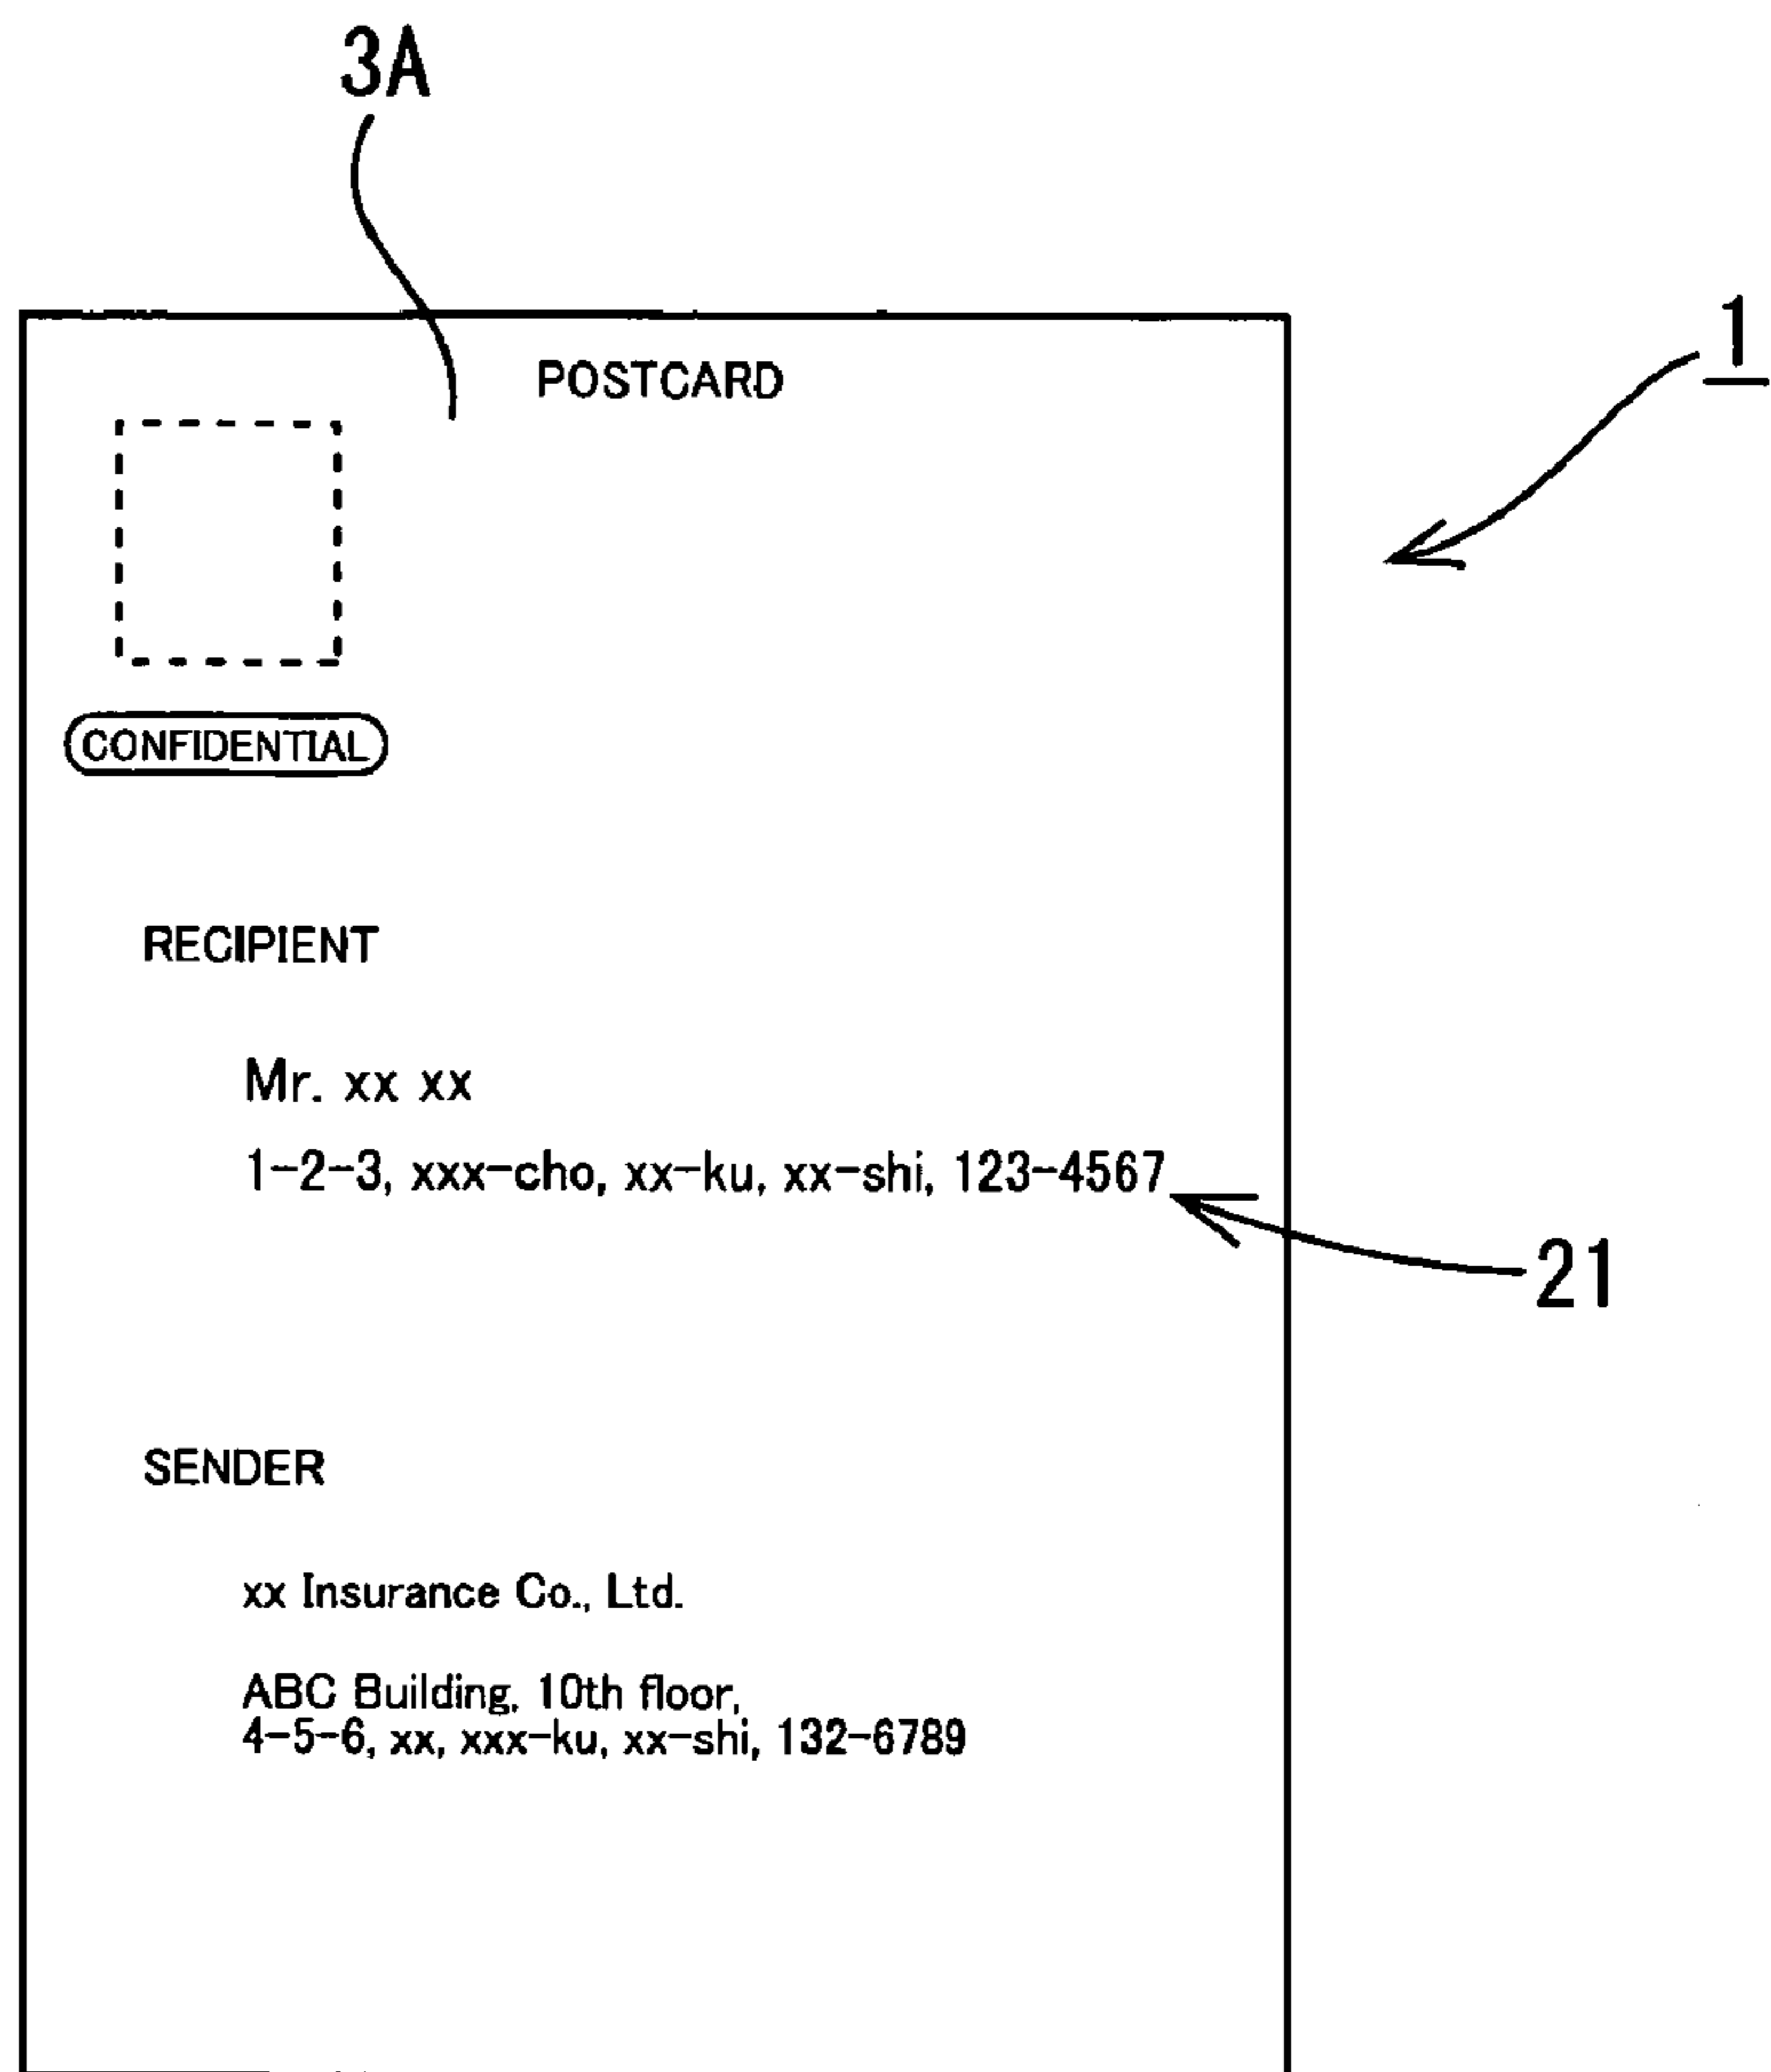 3A
1
POSTCARD
CONFIDENTIAL
RECIPIENT
Mr. xx xx
1-2-3, xxx-cho, xx-ku, xx-shi, 123-4567
21
SENDER
xx Insurance Co., Ltd.
ABC Building, 10th floor,
4-5-6, xx, xxx-ku, xx-shi, 132-6789